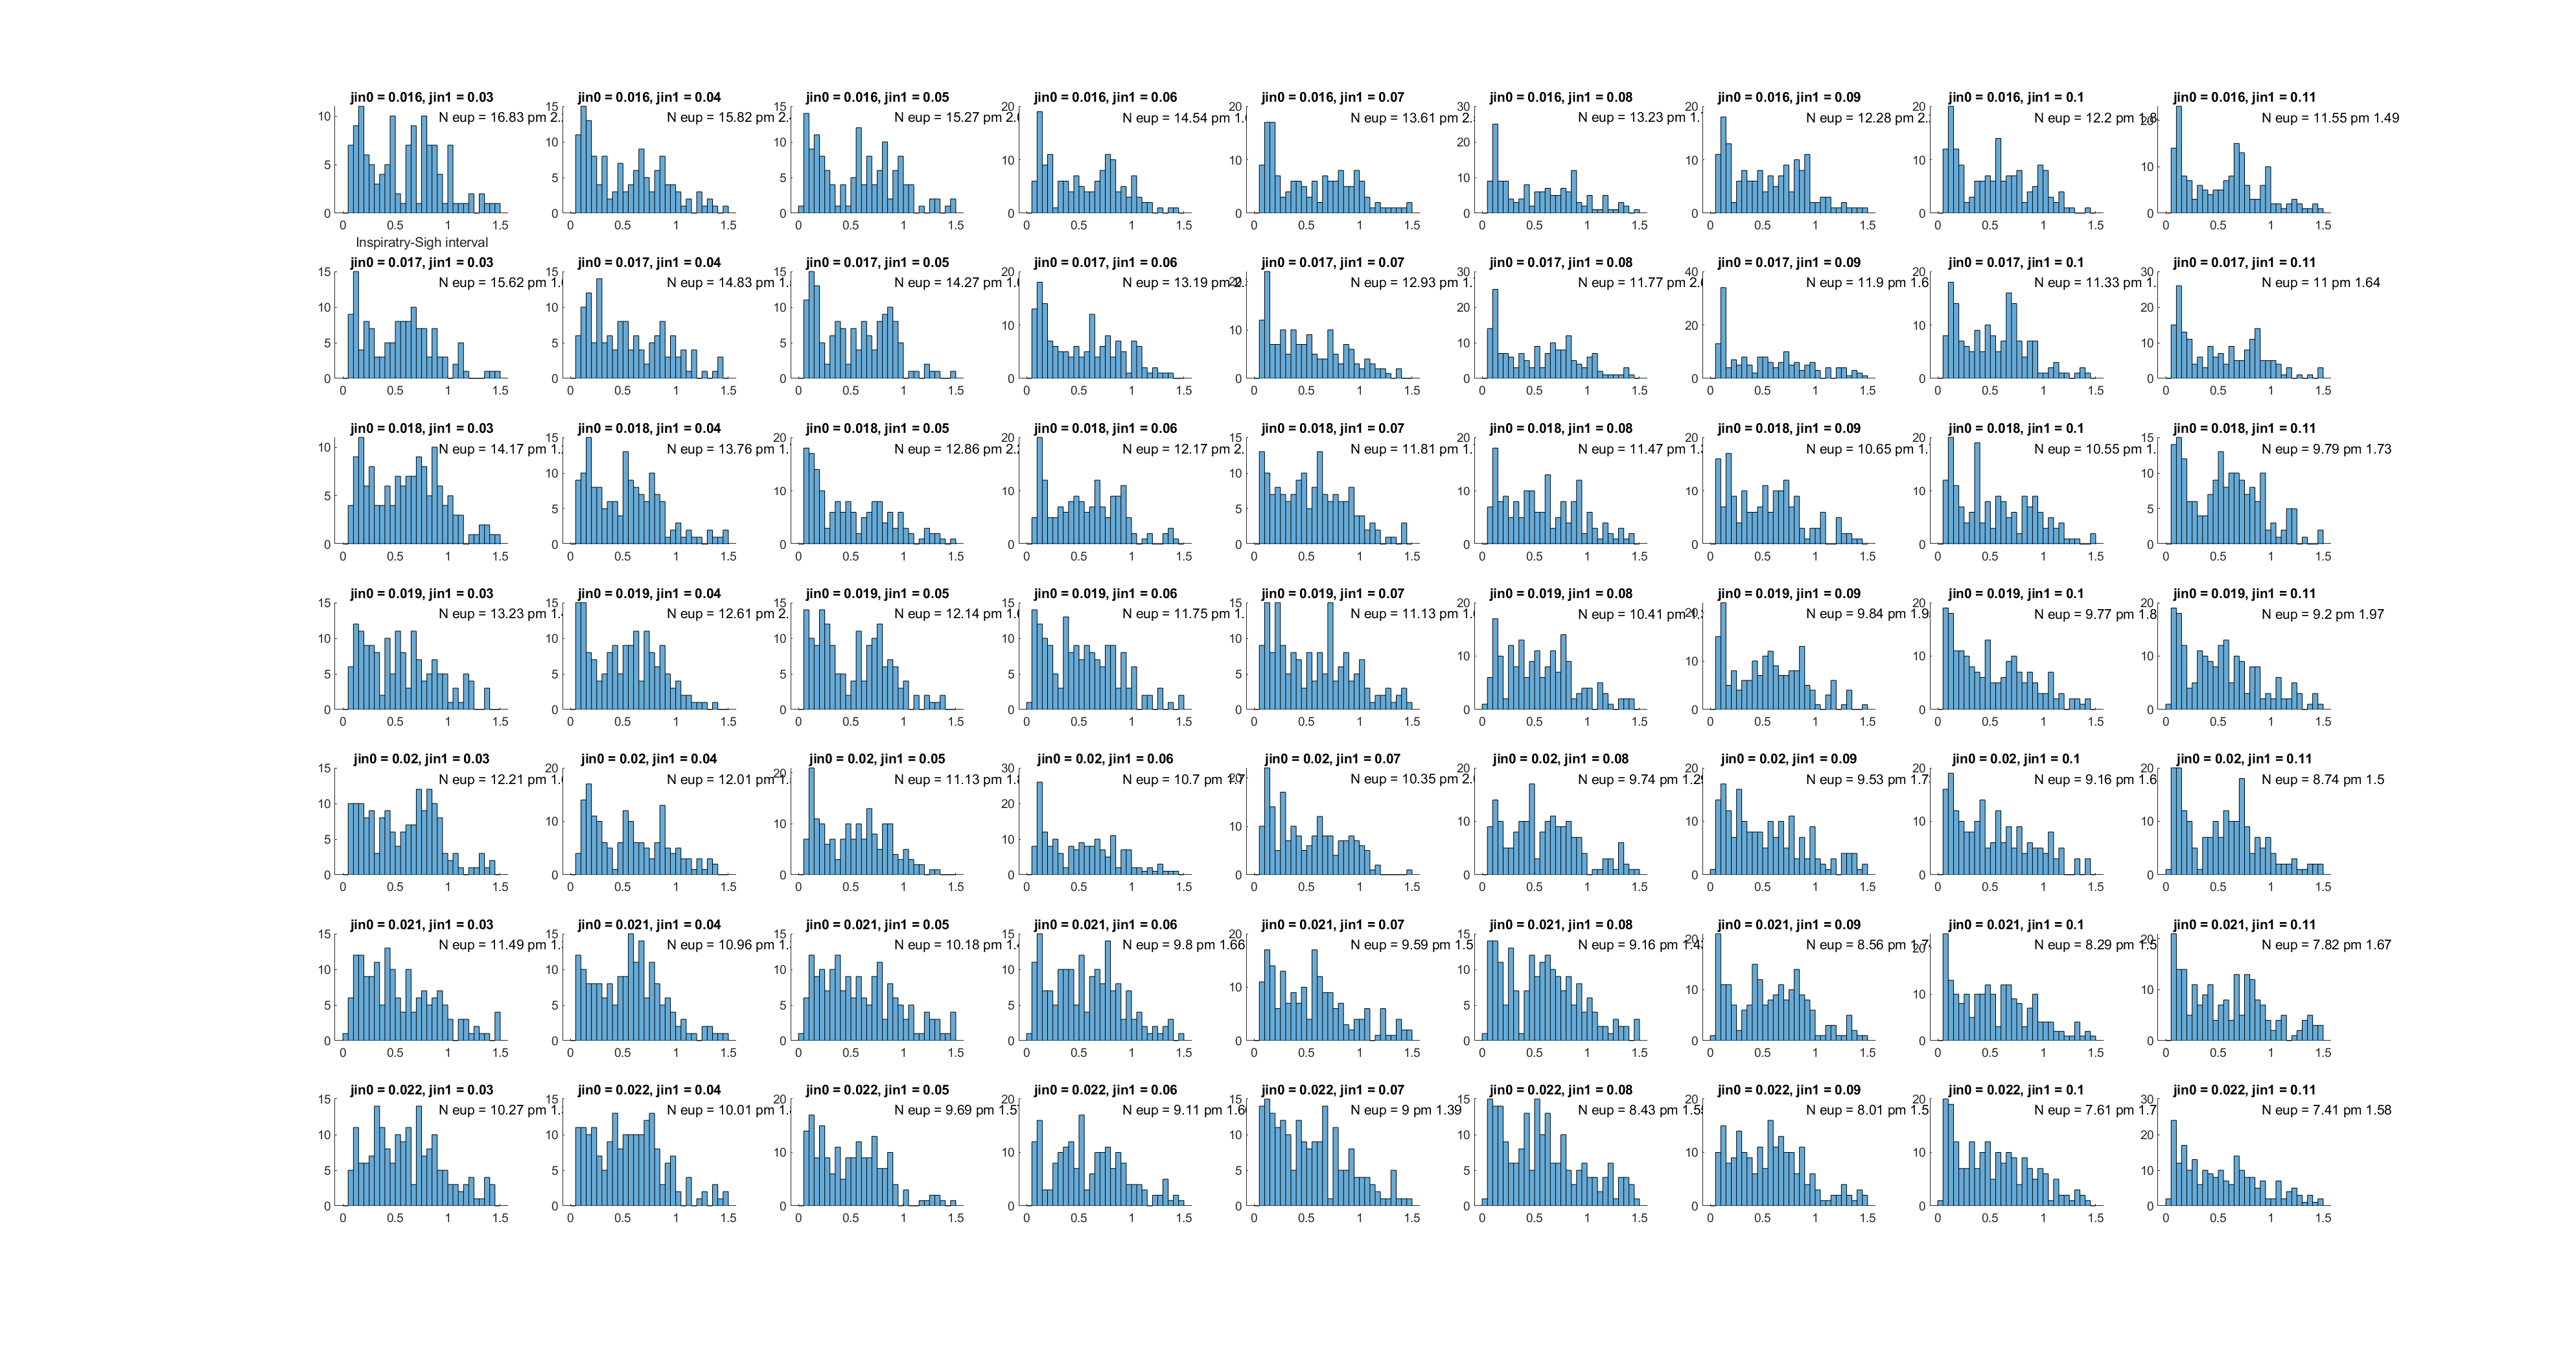 jin0 = 0.016, jin1 = 0.03
N eup = 16.83 pm 2.
jin0 = 0.016, jin1 = 0.04
N eup = 15.82 pm 2.
jin0 = 0.016, jin1 = 0.05
N eup = 15.27 pm 2.
jin0 = 0.016, jin1 = 0.06
N eup = 14.54 pm 1.
jin0 = 0.016, jin1 = 0.07
N eup = 13.61 pm 2.
jin0 = 0.016, jin1 = 0.08
N eup = 13.23 pm 1.
jin0 = 0.016, jin1 = 0.09
N eup = 12.28 pm 2.
jin0 = 0.016, jin1 = 0.1
N eup = 12.2 pm 1.8
jin0 = 0.016, jin1 = 0.11
N eup = 11.55 pm 1.49
Inspiratry-Sigh interval
jin0 = 0.017, jin1 = 0.03
N eup = 15.62 pm 1.
jin0 = 0.017, jin1 = 0.04
N eup = 14.83 pm 1.
jin0 = 0.017, jin1 = 0.05
N eup = 14.27 pm 1.
jin0 = 0.017, jin1 = 0.06
N eup = 13.19 pm
jin0 = 0.017, jin1 = 0.07
N eup = 12.93 pm 1.
jin0 = 0.017, jin1 = 0.08
N eup = 11.77 pm 2.
jin0 = 0.017, jin1 = 0.09
N eup = 11.9 pm 1.6
jin0 = 0.017, jin1 = 0.1
N eup = 11.33 pm 1.
jin0 = 0.017, jin1 = 0.11
N eup = 11 pm 1.64
jin0 = 0.018, jin1 = 0.03
N eup = 14.17 pm 1.
jin0 = 0.018, jin1 = 0.04
N eup = 13.76 pm 1.
jin0 = 0.018, jin1 = 0.05
N eup = 12.86 pm 2.
jin0 = 0.018, jin1 = 0.06
N eup = 12.17 pm 2.
jin0 = 0.018, jin1 = 0.07
N eup = 11.81 pm 1.
jin0 = 0.018, jin1 = 0.08
N eup = 11.47 pm 1.
jin0 = 0.018, jin1 = 0.09
N eup = 10.65 pm 1.
jin0 = 0.018, jin1 = 0.1
N eup = 10.55 pm 1.
jin0 = 0.018, jin1 = 0.11
N eup = 9.79 pm 1.73
jin0 = 0.019, jin1 = 0.03
N eup = 13.23 pm 1.
jin0 = 0.019, jin1 = 0.04
N eup = 12.61 pm 2.
jin0 = 0.019, jin1 = 0.05
N eup = 12.14 pm 1.
jin0 = 0.019, jin1 = 0.06
N eup = 11.75 pm 1.
jin0 = 0.019, jin1 = 0.07
N eup = 11.13 pm 1.
jin0 = 0.019, jin1 = 0.08
N eup = 10.41 pm
jin0 = 0.019, jin1 = 0.09
N eup = 9.84 pm 1.9
jin0 = 0.019, jin1 = 0.1
N eup = 9.77 pm 1.8
jin0 = 0.019, jin1 = 0.11
N eup = 9.2 pm 1.97
jin0 = 0.02, jin1 = 0.03
N eup = 12.21 pm 1.
jin0 = 0.02, jin1 = 0.04
N eup = 12.01 pm 1.
jin0 = 0.02, jin1 = 0.05
N eup = 11.13 pm 1.
jin0 = 0.02, jin1 = 0.06
N eup = 10.7 pm
jin0 = 0.02, jin1 = 0.07
N eup = 10.35 pm 2.
jin0 = 0.02, jin1 = 0.08
N eup = 9.74 pm 1.2
jin0 = 0.02, jin1 = 0.09
N eup = 9.53 pm 1.7
jin0 = 0.02, jin1 = 0.1
N eup = 9.16 pm 1.6
jin0 = 0.02, jin1 = 0.11
N eup = 8.74 pm 1.5
jin0 = 0.021, jin1 = 0.03
N eup = 11.49 pm 1.
jin0 = 0.021, jin1 = 0.04
N eup = 10.96 pm 1.
jin0 = 0.021, jin1 = 0.05
N eup = 10.18 pm 1.
jin0 = 0.021, jin1 = 0.06
N eup = 9.8 pm 1.66
jin0 = 0.021, jin1 = 0.07
N eup = 9.59 pm 1.5
jin0 = 0.021, jin1 = 0.08
N eup = 9.16 pm 1.4
jin0 = 0.021, jin1 = 0.09
N eup = 8.56 pm 1.7
jin0 = 0.021, jin1 = 0.1
N eup = 8.29 pm 1.5
jin0 = 0.021, jin1 = 0.11
N eup = 7.82 pm 1.67
jin0 = 0.022, jin1 = 0.03
N eup = 10.27 pm 1.
jin0 = 0.022, jin1 = 0.04
N eup = 10.01 pm 1.
jin0 = 0.022, jin1 = 0.05
N eup = 9.69 pm 1.5
jin0 = 0.022, jin1 = 0.06
N eup = 9.11 pm 1.6
jin0 = 0.022, jin1 = 0.07
N eup = 9 pm 1.39
jin0 = 0.022, jin1 = 0.08
N eup = 8.43 pm 1.5
jin0 = 0.022, jin1 = 0.09
N eup = 8.01 pm 1.5
jin0 = 0.022, jin1 = 0.1
N eup = 7.61 pm 1.7
jin0 = 0.022, jin1 = 0.11
N eup = 7.41 pm 1.58